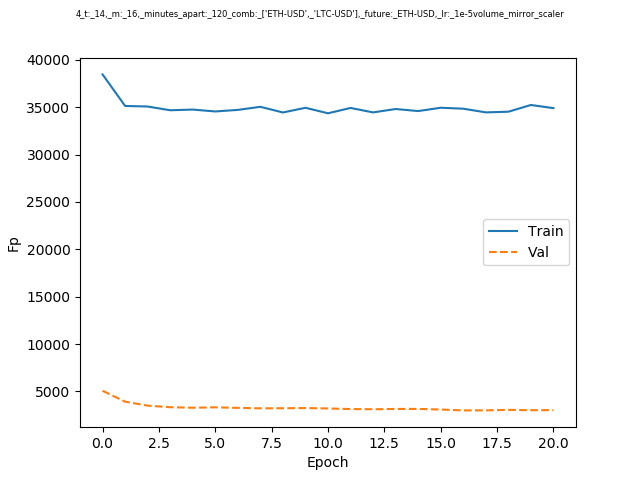 4_t:_14,_m:_16,_minutes_apart:_120_comb:_['ETH-USD',_'LTC-USD'],_future:_ETH-USD,_lr:_1e-5volume_mirror_scaler
40000
35000
30000
25000
20000
15000
10000
5000
Fp
Train
Val
0.0 2.5 5.0 7.5 10.0 12.5 15.0 17.5 20.0
Epoch